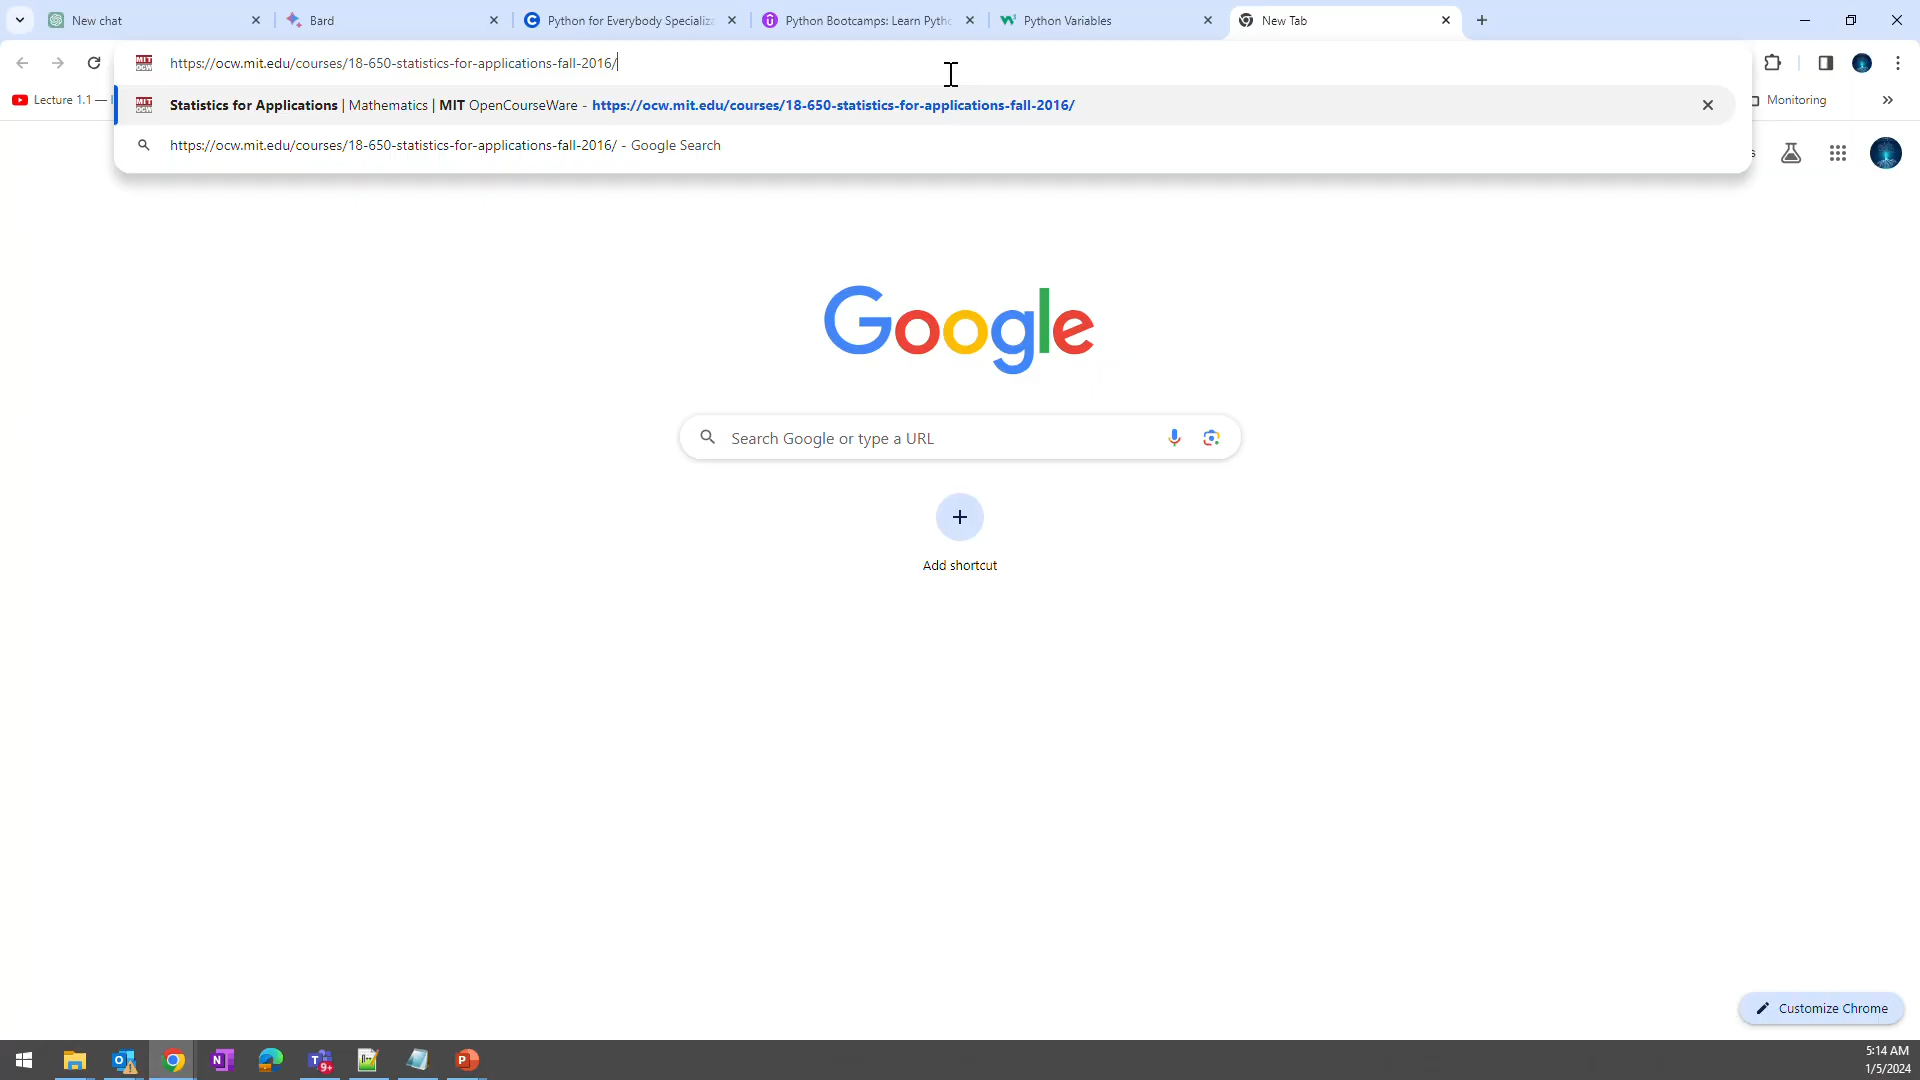 New chat
Bard
Python for Everybody Specializ
Python Bootcamps: Learn Pyth
Python Variables
New Tab
https://ocw.mit.edu/courses/18-650-statistics-for-applications-fall-2016/
Lecture 1.1 —
Monitoring
Statistics for Applications | Mathematics | MIT OpenCourseWare - https://ocw.mit.edu/courses/18-650-statistics-for-applications-fall-2016/
https://ocw.mit.edu/courses/18-650-statistics-for-applications-fall-2016/ - Google Search
Google
Search Google or type a URL
Add shortcut
Customize Chrome
5:14 AM
1/5/2024